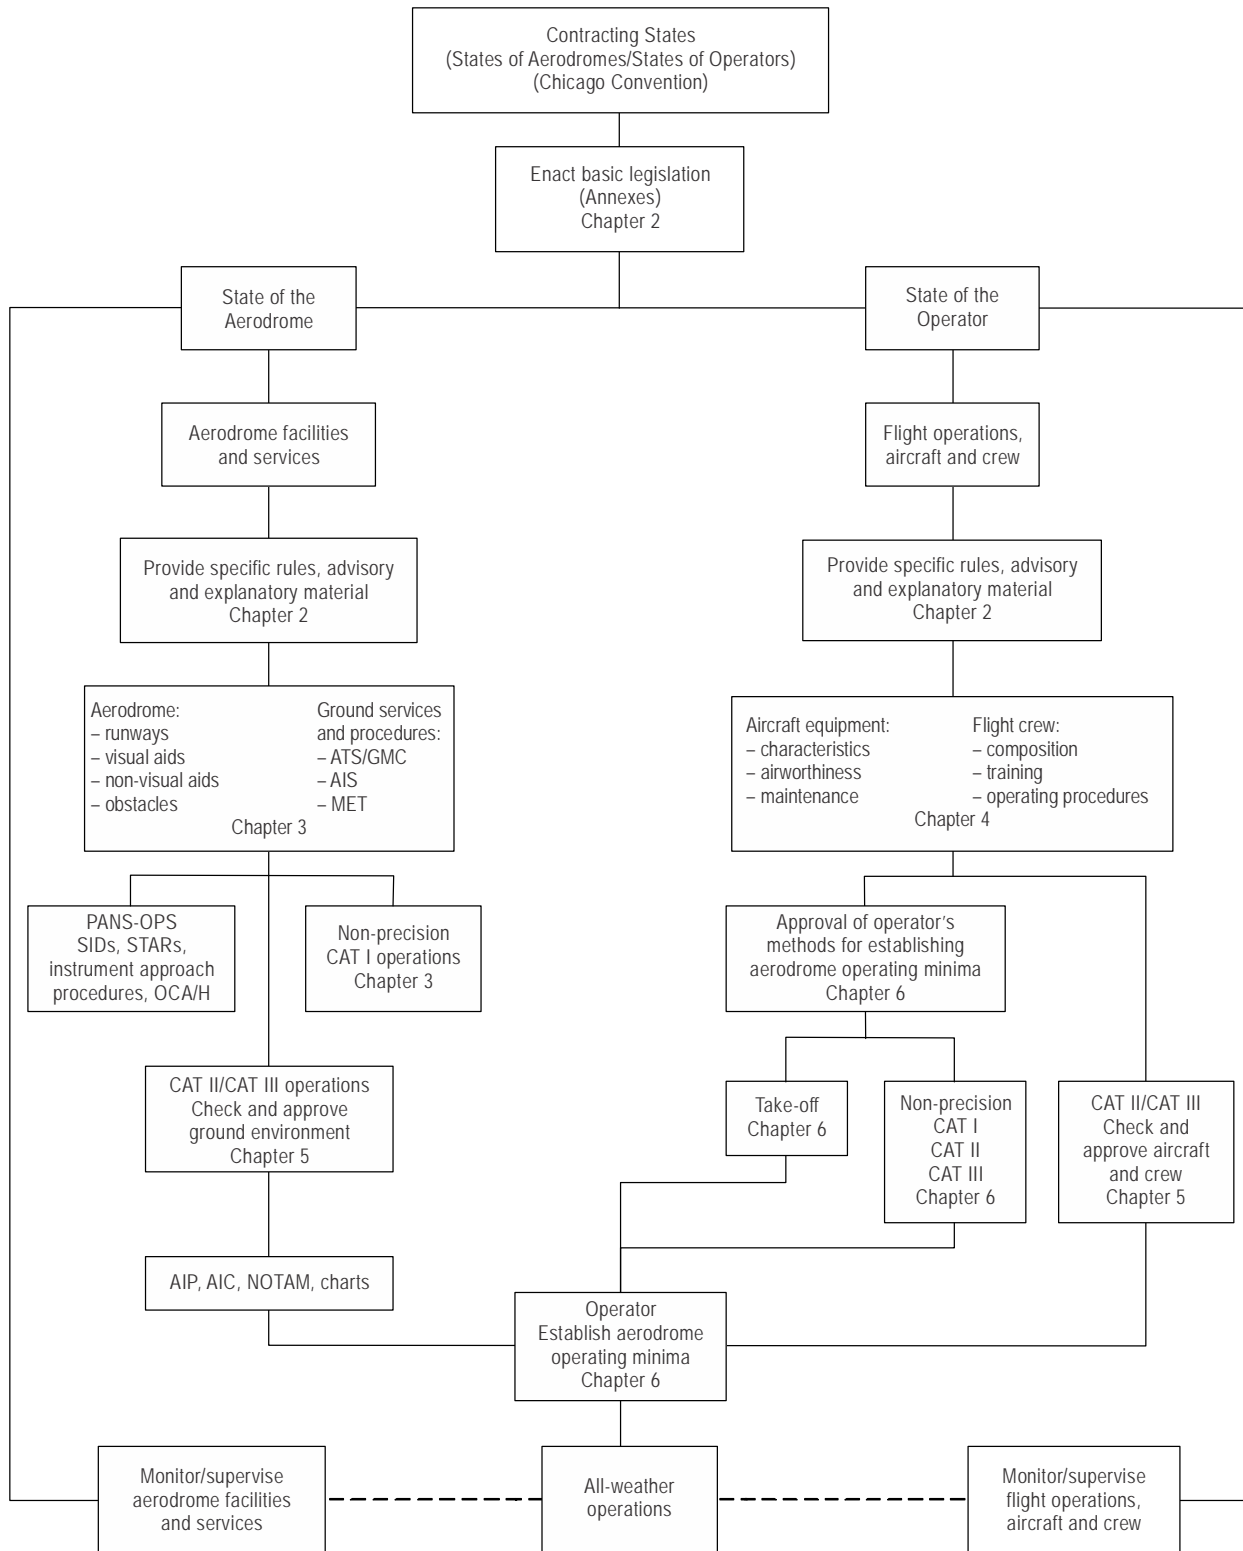 Contracting States
(States of Aerodromes/States of Operators)
(Chicago Convention)
Enact basic legislation
(Annexes)
Chapter 2
State of the
Aerodrome
State of the
Operator
Aerodrome facilities
and services
Flight operations,
aircraft and crew
Provide specific rules, advisory
and explanatory material
Chapter 2
Provide specific rules, advisory
and explanatory material
Chapter 2
Aerodrome:
– runways
– visual aids
– non-visual aids
– obstacles
Ground services
and procedures:
– ATS/GMC
– AIS
– MET
Chapter 3
Aircraft equipment:
– characteristics
– airworthiness
– maintenance
Flight crew:
– composition
– training
– operating procedures
Chapter 4
PANS-OPS
SIDs, STARs,
instrument approach
procedures, OCA/H
Non-precision
CAT I operations
Chapter 3
Approval of operator’s
methods for establishing
aerodrome operating minima
Chapter 6
CAT II/CAT III operations
Check and approve
ground environment
Chapter 5
Take-off
Chapter 6
Non-precision
CAT I
CAT II
CAT III
Chapter 6
CAT II/CAT III
Check and
approve aircraft
and crew
Chapter 5
AIP, AIC, NOTAM, charts
Operator
Establish aerodrome
operating minima
Chapter 6
Monitor/supervise
aerodrome facilities
and services
All-weather
operations
Monitor/supervise
flight operations,
aircraft and crew